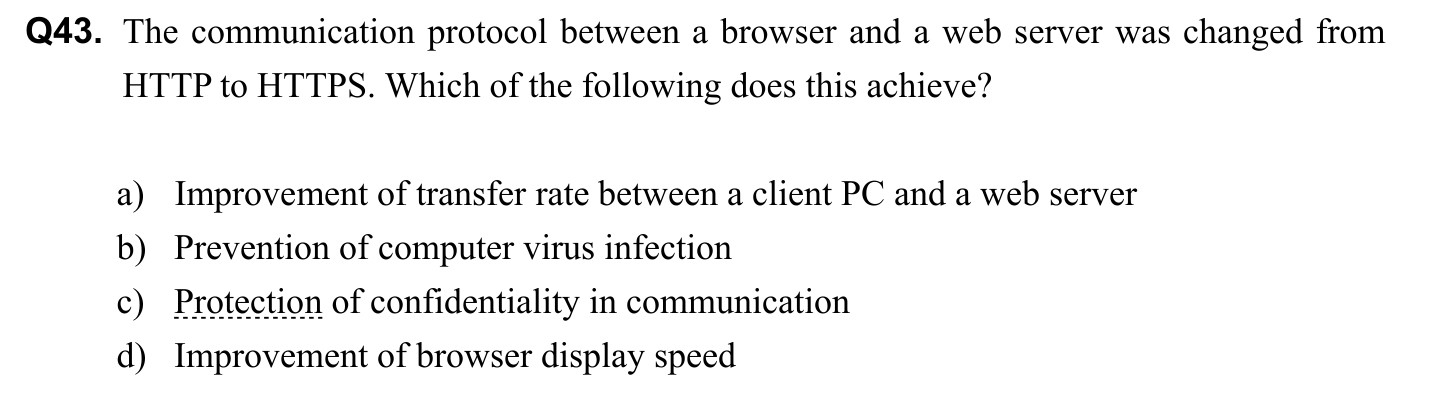 Q43. The communication protocol between a browser and a web server was changed from
HTTP to HTTPS. Which of the following does this achieve?
a) Improvement of transfer rate between a client PC and a web server
b) Prevention of computer virus infection
c) Protection of confidentiality in communication
d) Improvement of browser display speed